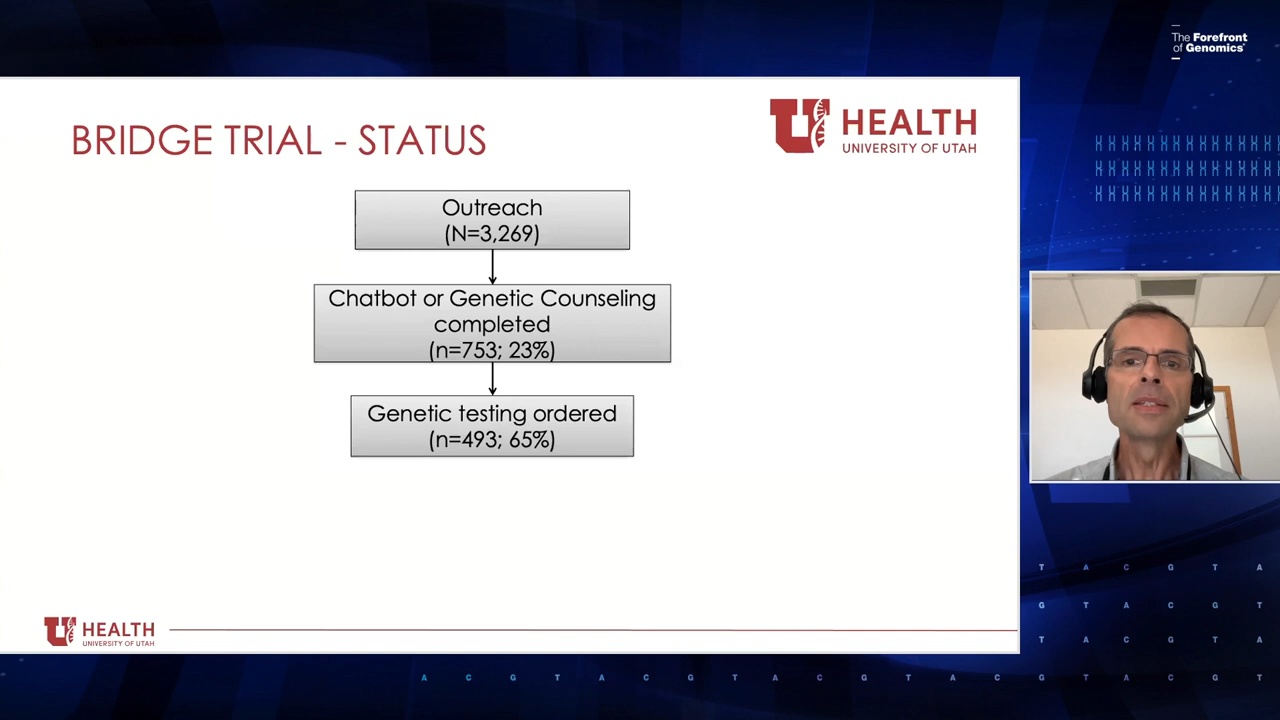 The Forefront
of Genomics®
BRIDGE TRIAL - STATUS
U HEALTH
UNIVERSITY OF UTAH
Outreach
(N=3,269)
Chatbot or Genetic Counseling
completed
(n=753; 23%)
Genetic testing ordered
(n=493; 65%)
U HEALTH
UNIVERSITY OF UTAH
T A C G T A
G T A C G T
T A C G T A
A C G T A C G T A C G T A C G T A C G T